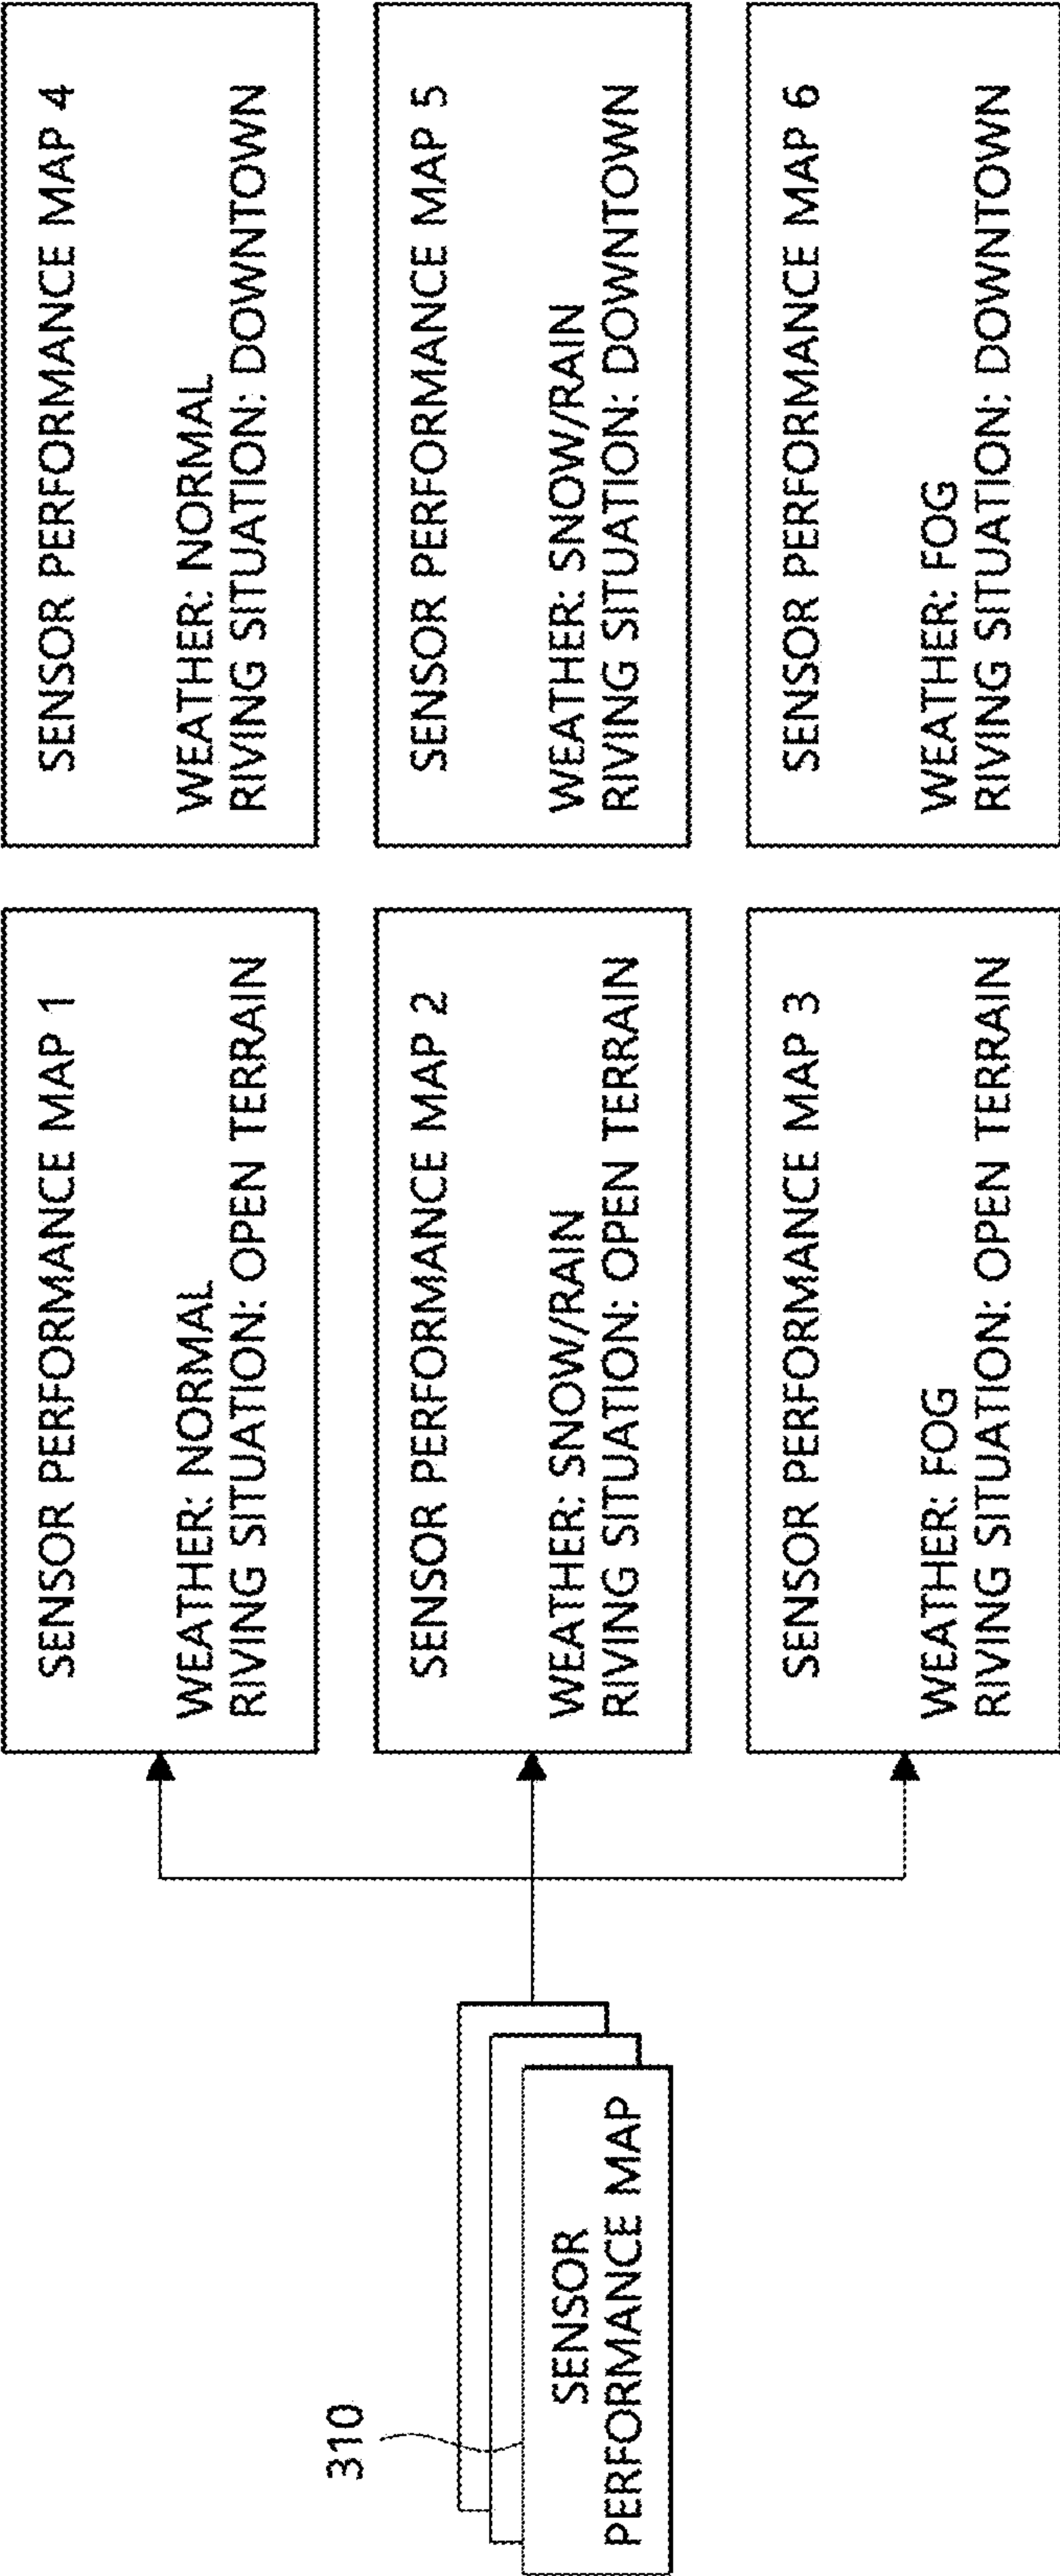 310
SENSOR
PERFORMANCE MAP
SENSOR PERFORMANCE MAP 1
WEATHER: NORMAL
RIVING SITUATION: OPEN TERRAIN
SENSOR PERFORMANCE MAP 4
WEATHER: NORMAL
RIVING SITUATION: DOWNTOWN
SENSOR PERFORMANCE MAP 2
WEATHER: SNOW/RAIN
RIVING SITUATION: OPEN TERRAIN
SENSOR PERFORMANCE MAP 5
WEATHER: SNOW/RAIN
RIVING SITUATION: DOWNTOWN
SENSOR PERFORMANCE MAP 3
WEATHER: FOG
RIVING SITUATION: OPEN TERRAIN
SENSOR PERFORMANCE MAP 6
WEATHER: FOG
RIVING SITUATION: DOWNTOWN